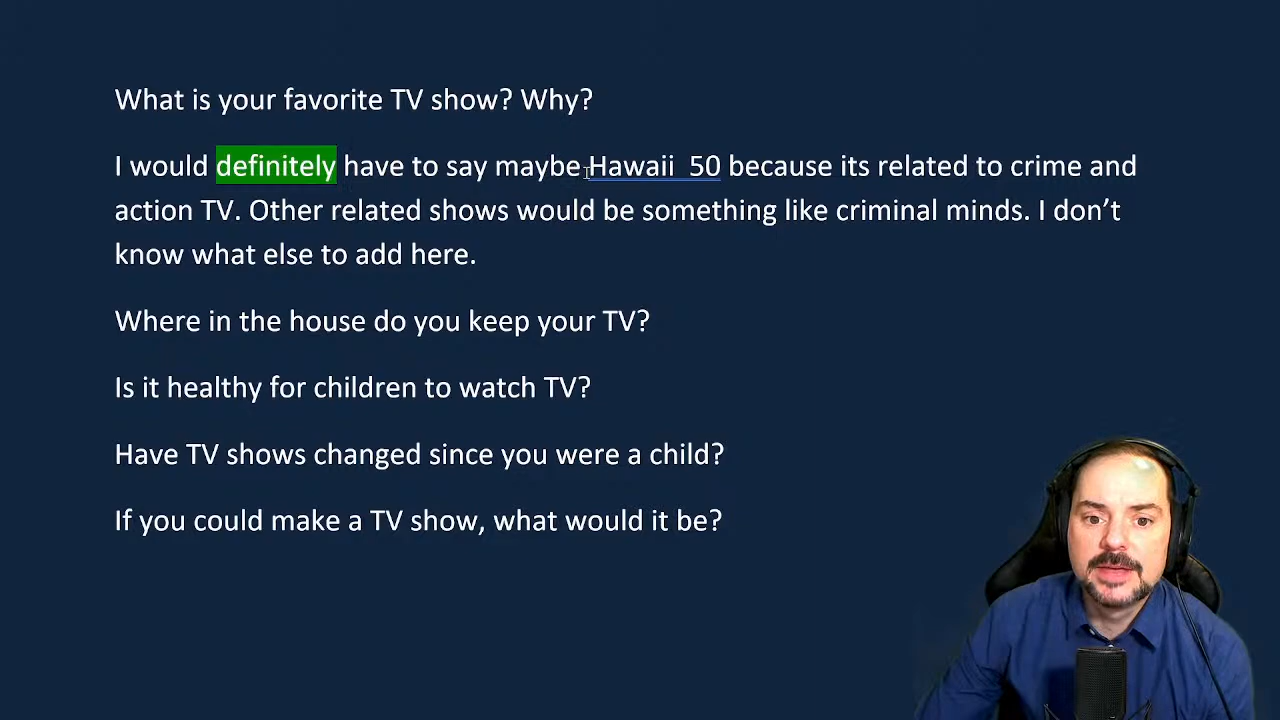 What is your favorite TV show? Why?
I would definitely have to say maybe Hawaii  50 because its related to crime and
action TV. Other related shows would be something like criminal minds. I don’t
know what else to add here.
Where in the house do you keep your TV?
Is it healthy for children to watch TV?
Have TV shows changed since you were a child?
If you could make a TV show, what would it be?